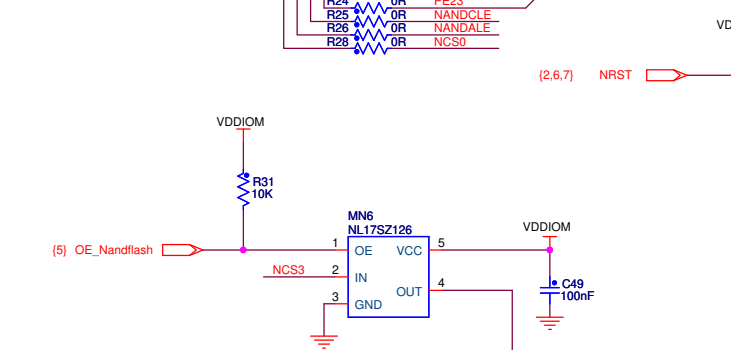 R24 0R PE23
R25 0R NANDCLE
R26 0R NANDALE
R28 0R NCS0
VD
{2,6,7} NRST
VDDIOM
R31
10K
MN6
NL17SZ126
VDDIOM
{5} OE_Nandflash
1 OE VCC 5
NCS3 2 IN
OUT 4
3 GND
C49
100nF